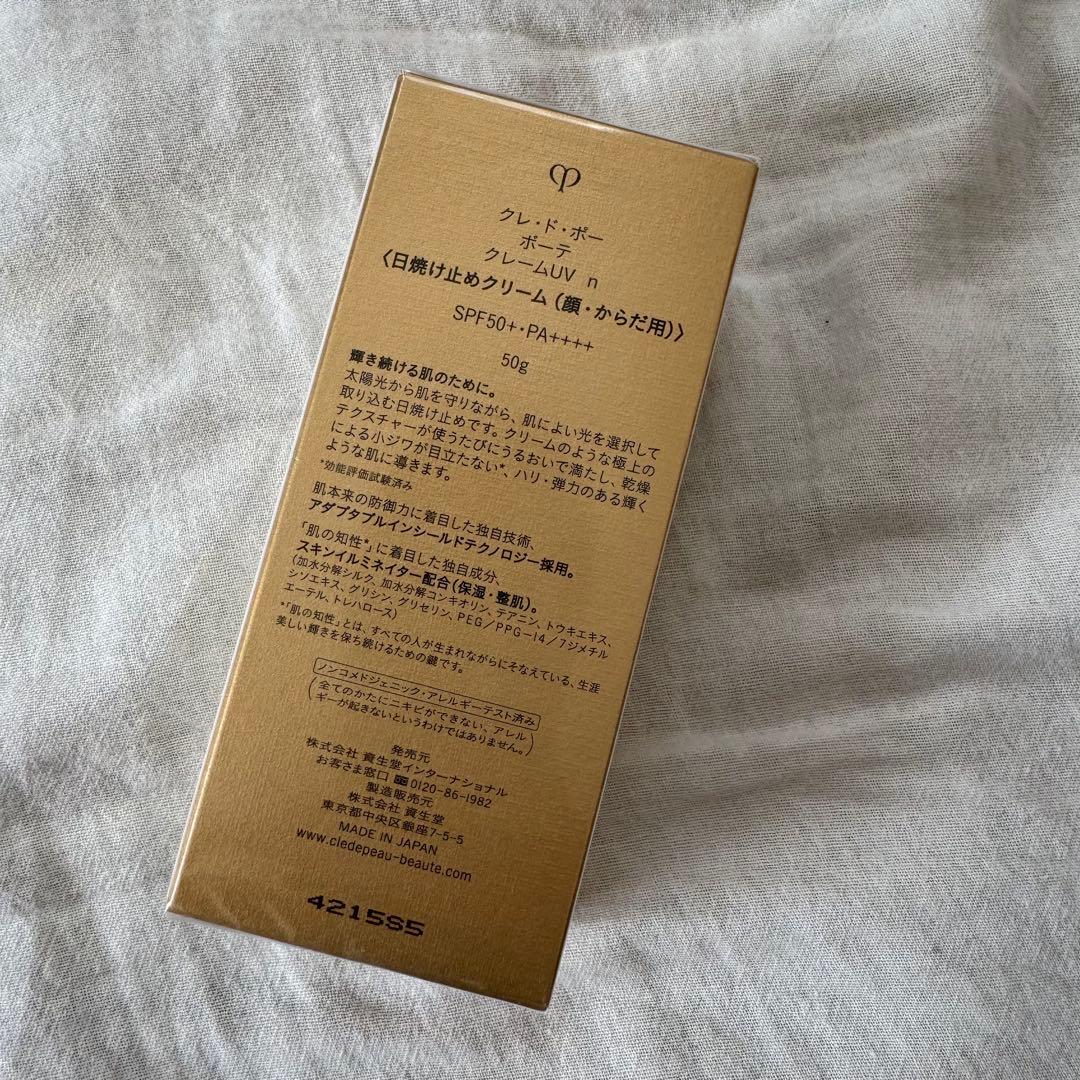 クレ・ド・ポー
ボーテ
クレームUV n
〈日焼け止めクリーム(顔・からだ用)〉
SPF50+・PA++++
50g
輝き続ける肌のために。
太陽光から肌を守りながら、肌によい光を選択して
取り込む日焼け止めです。クリームのような極上の
テクスチャーが使うたびにうるおいで満たし、乾燥
による小ジワが目立たない*、ハリ・弾力のある輝く
ような肌に導きます。
*効能評価試験済み
肌本来の防御力に着目した独自技術、
アダプタブルインシールドテクノロジー採用。
「肌の知性*」に着目した独自成分、
スキンイルミネイター配合(保湿・整肌)。
(加水分解シルク、加水分解コンキオリン、テアニン、トウキエキス、
シソエキス、グリシン、グリセリン、PEG/PPG-14/7ジメチル
エーテル、トレハロース)
*「肌の知性」とは、すべての人が生まれながらにそなえている、生涯
美しい輝きを保ち続けるための鍵です。
ノンコメドジェニック・アレルギーテスト済み
(全てのかたにニキビができない、アレル
ギーが起きないというわけではありません。)
発売元
株式会社 資生堂インターナショナル
お客さま窓口 0120-86-1982
製造販売元
株式会社 資生堂
東京都中央区銀座7-5-5
MADE IN JAPAN
www.cledepeau-beaute.com
4215S5